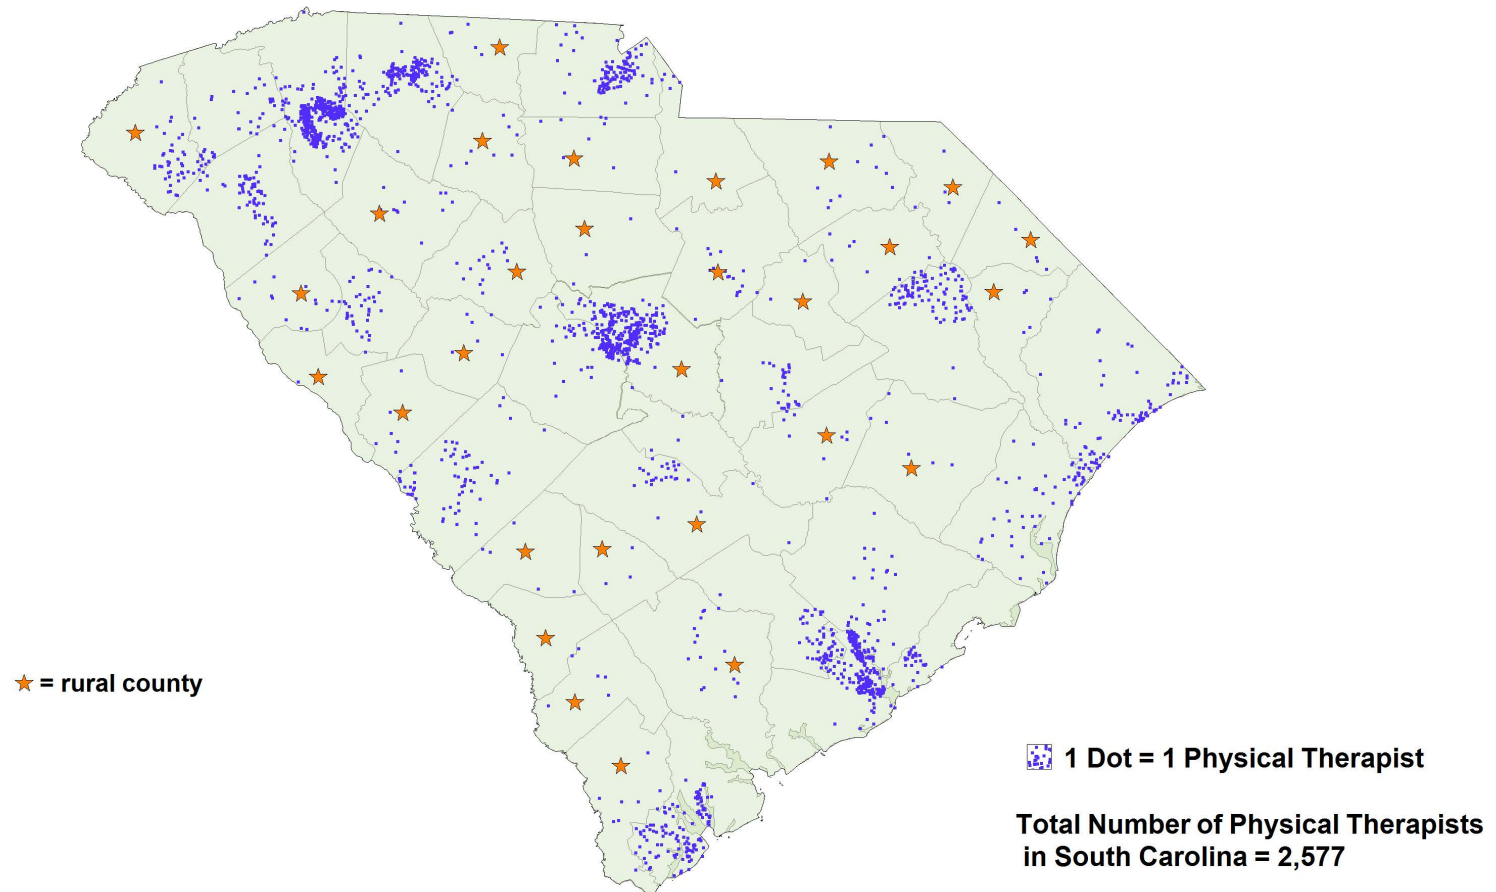 = rural county
1 Dot = 1 Physical Therapist
Total Number of Physical Therapists
in South Carolina = 2,577